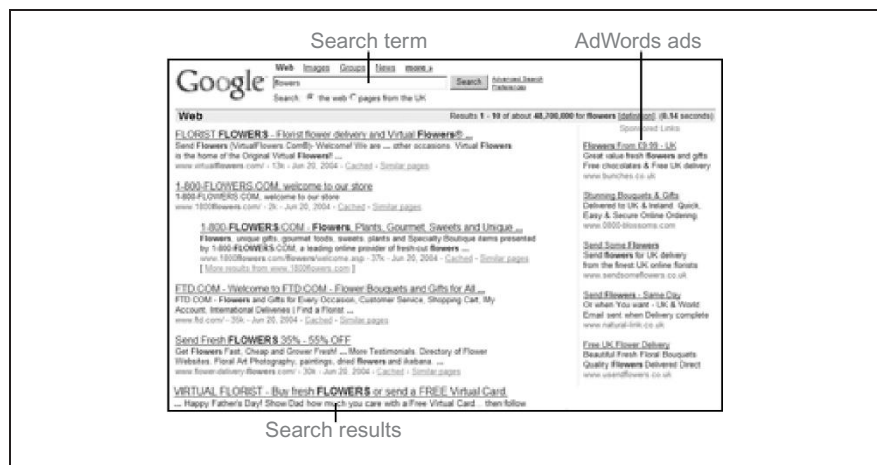 Search term
AdWords ads
Google
Web Images Groups News more »
flowers
Search
Advanced Search
Preferences
Search: the web pages from the UK
Web
Results 1 - 10 of about 48,700,000 for flowers [definition] (0.14 seconds)
FLORIST FLOWERS - Florist flower delivery and Virtual Flowers® ...
Send Flowers (VirtualFlowers Com®)- Welcome! We are ... other occasions. Virtual Flowers
is the home of the Original Virtual Flowers! ...
www.virtualflowers.com/ - 13k - Jun 20, 2004 - Cached - Similar pages
1-800-FLOWERS.COM, welcome to our store
1-800-FLOWERS.COM, welcome to our store
www.1800flowers.com/ - 2k - Jun 20, 2004 - Cached - Similar pages
1-800-FLOWERS.COM - Flowers, Plants, Gourmet, Sweets and Unique ...
Flowers, unique gifts, gourmet foods, sweets, plants and Specialty Boutique items presented
by 1-800-FLOWERS.COM, a leading online provider of fresh-cut flowers ...
www.1800flowers.com/flowers/welcome.asp - 37k - Jun 20, 2004 - Cached - Similar pages
[ More results from www.1800flowers.com ]
FTD.COM - Welcome to FTD.COM - Flower Bouquets and Gifts for All ...
FTD.COM - Flowers and Gifts for Every Occasion, Customer Service, Shopping Cart, My
Account. International Deliveries | Find a Florist ...
www.ftd.com/ - 35k - Jun 20, 2004 - Cached - Similar pages
Send Fresh FLOWERS 35% - 55% OFF
Get Flowers Fast, Cheap and Grower Fresh! ... More Testimonials. Directory of Flower
Websites. Floral Art Photography, paintings, dried flowers and ikebana. ...
www.flower-delivery-flowers.com/ - 30k - Jun 20, 2004 - Cached - Similar pages
VIRTUAL FLORIST - Buy fresh FLOWERS or send a FREE Virtual Card.
... Happy Father's Day! Show Dad how much you care with a Free Virtual Card ... then follow
Sponsored Links
Flowers From £9.99 - UK
Great value fresh flowers and gifts
Free chocolates & Free UK delivery
www.bunches.co.uk
Stunning Bouquets & Gifts
Delivered to UK & Ireland. Quick,
Easy & Secure Online Ordering.
www.0800-blossoms.com
Send Some Flowers
Send flowers for UK delivery
from the finest UK online florists
www.sendsomeflowers.co.uk
Send Flowers - Same Day
Or when You want - UK & World
Email sent when Delivery complete
www.natural-link.co.uk
Free UK Flower Delivery
Beautiful Fresh Floral Bouquets
Quality Flowers Delivered Direct
www.usendflowers.co.uk
Search results